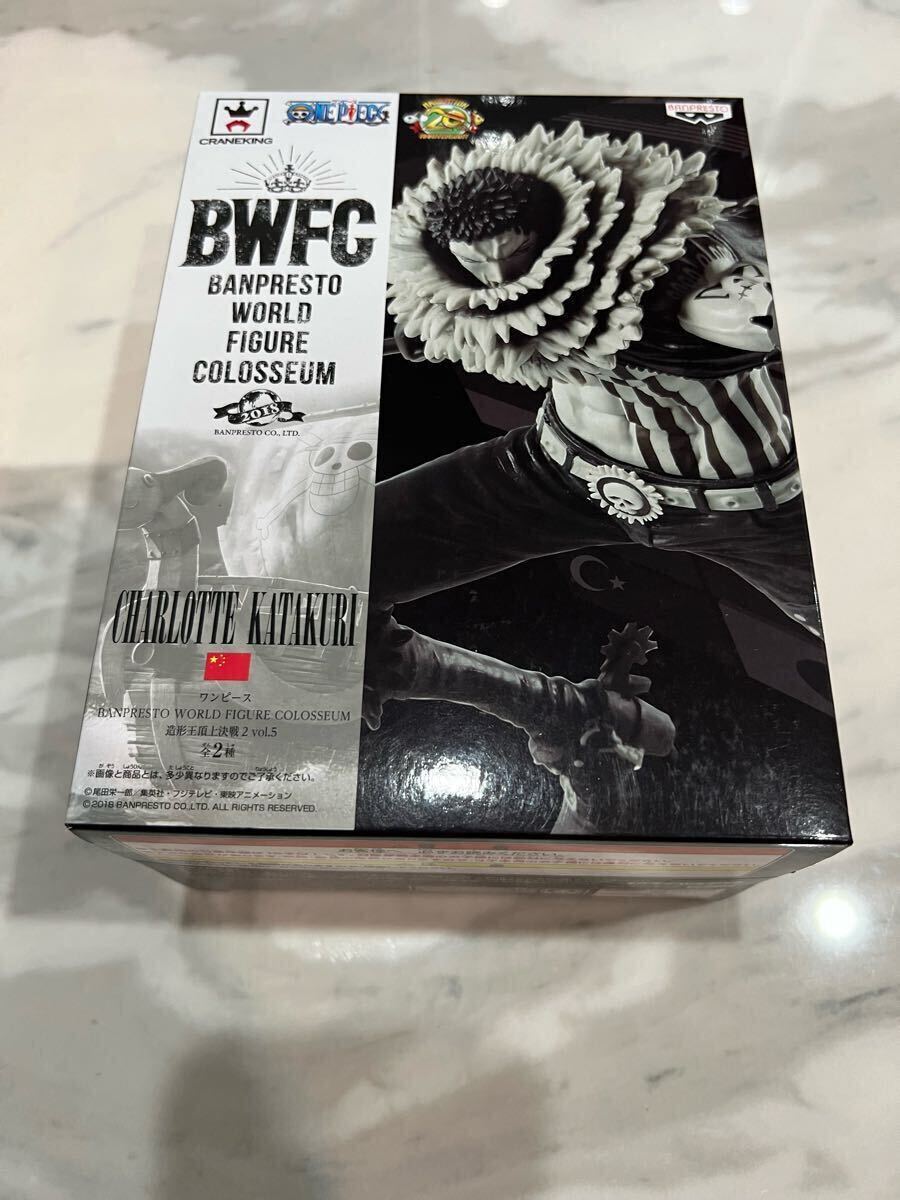 CRANEKING
ONE PIECE
20
ANNIVERSARY
BANPRESTO
BWFC
BANPRESTO
WORLD
FIGURE
COLOSSEUM
2018
BANPRESTO CO., LTD.
CHARLOTTE KATAKURI
ワンピース
BANPRESTO WORLD FIGURE COLOSSEUM
造形王頂上決戦2 vol.5
全2種
※画像と商品とは、多少異なりますのでご了承ください。
©尾田栄一郎/集英社・フジテレビ・東映アニメーション
©2018 BANPRESTO CO.,LTD. ALL RIGHTS RESERVED.